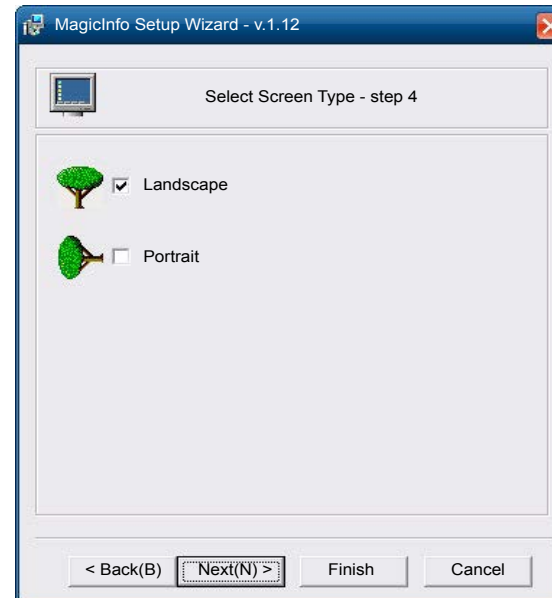 MagicInfo Setup Wizard - v.1.12
Select Screen Type - step 4
Landscape
Portrait
< Back(B) Next(N) > Finish Cancel